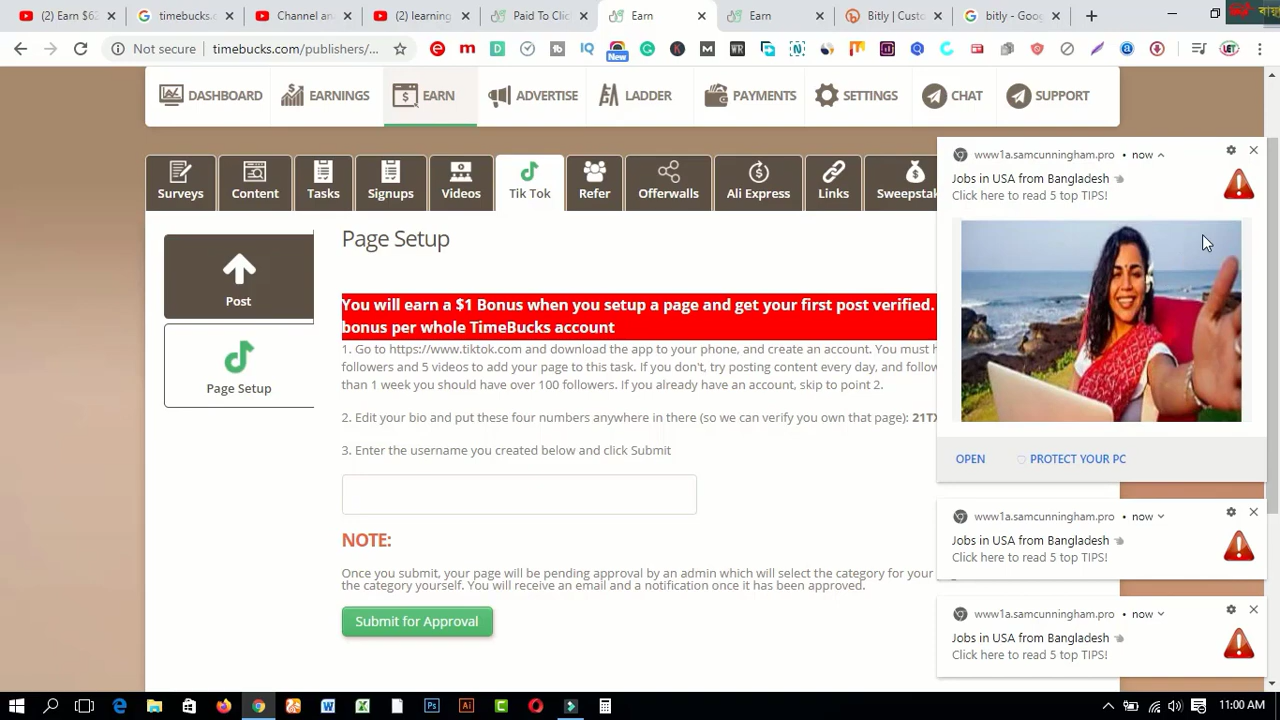 (2) Earn $62
timebucks.c
Channel an
(2) learning
Paid To Clic
Earn
Earn
Bitly | Custo
bitly - Goog
Not secure
timebucks.com/publishers/...
New
DASHBOARD
EARNINGS
EARN
ADVERTISE
LADDER
PAYMENTS
SETTINGS
CHAT
SUPPORT
Surveys
Content
Tasks
Signups
Videos
Tik Tok
Refer
Offerwalls
Ali Express
Links
Sweepstak
Post
Page Setup
Page Setup
You will earn a $1 Bonus when you setup a page and get your first post verified.
bonus per whole TimeBucks account
1. Go to https://www.tiktok.com and download the app to your phone, and create an account. You must h
followers and 5 videos to add your page to this task. If you don't, try posting content every day, and follow
than 1 week you should have over 100 followers. If you already have an account, skip to point 2.
2. Edit your bio and put these four numbers anywhere in there (so we can verify you own that page): 21TX
3. Enter the username you created below and click Submit
NOTE:
Once you submit, your page will be pending approval by an admin which will select the category for your
the category yourself. You will receive an email and a notification once it has been approved.
Submit for Approval
www1a.samcunningham.pro • now
Jobs in USA from Bangladesh
Click here to read 5 top TIPS!
OPEN
PROTECT YOUR PC
www1a.samcunningham.pro • now
Jobs in USA from Bangladesh
Click here to read 5 top TIPS!
www1a.samcunningham.pro • now
Jobs in USA from Bangladesh
Click here to read 5 top TIPS!
11:00 AM